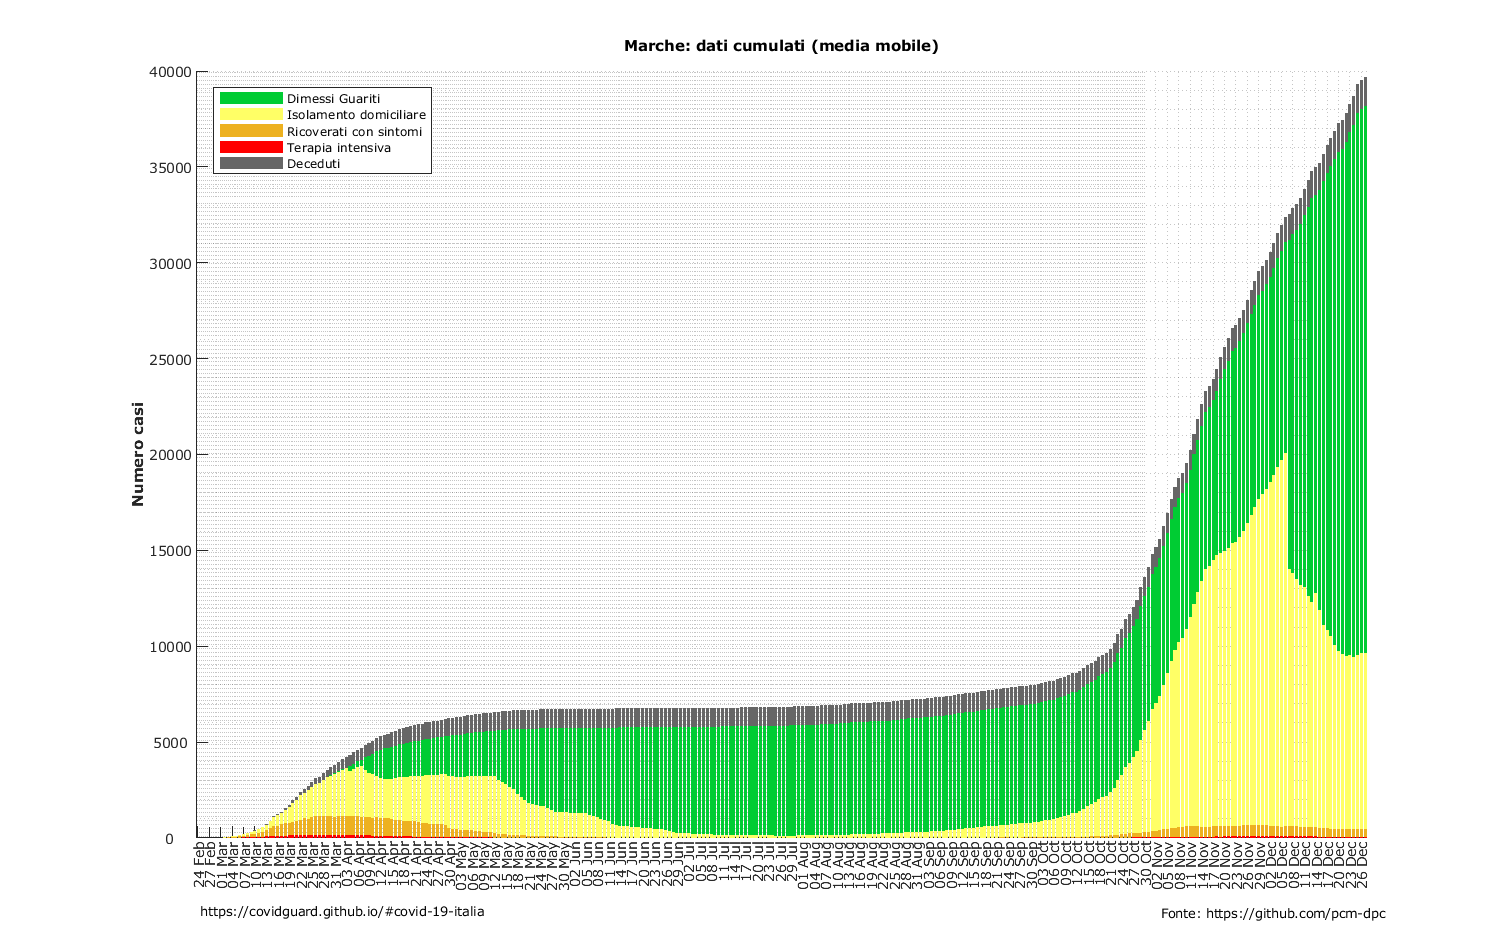 Marche: dati cumulati (media mobile)
40000
35000
30000
25000
20000
15000
10000
5000
0
Numero casi
Dimessi Guariti
Isolamento domiciliare
Ricoverati con sintomi
Terapia intensiva
Deceduti
24 Feb
27 Feb
01 Mar
04 Mar
07 Mar
10 Mar
13 Mar
16 Mar
19 Mar
22 Mar
25 Mar
28 Mar
31 Mar
03 Apr
06 Apr
09 Apr
12 Apr
15 Apr
18 Apr
21 Apr
24 Apr
27 Apr
30 Apr
03 May
06 May
09 May
12 May
15 May
18 May
21 May
24 May
27 May
30 May
02 Jun
05 Jun
08 Jun
11 Jun
14 Jun
17 Jun
20 Jun
23 Jun
26 Jun
29 Jun
02 Jul
05 Jul
08 Jul
11 Jul
14 Jul
17 Jul
20 Jul
23 Jul
26 Jul
29 Jul
01 Aug
04 Aug
07 Aug
10 Aug
13 Aug
16 Aug
19 Aug
22 Aug
25 Aug
28 Aug
31 Aug
03 Sep
06 Sep
09 Sep
12 Sep
15 Sep
18 Sep
21 Sep
24 Sep
27 Sep
30 Sep
03 Oct
06 Oct
09 Oct
12 Oct
15 Oct
18 Oct
21 Oct
24 Oct
27 Oct
30 Oct
02 Nov
05 Nov
08 Nov
11 Nov
14 Nov
17 Nov
20 Nov
23 Nov
26 Nov
29 Nov
02 Dec
05 Dec
08 Dec
11 Dec
14 Dec
17 Dec
20 Dec
23 Dec
26 Dec
https://covidguard.github.io/#covid-19-italia
Fonte: https://github.com/pcm-dpc